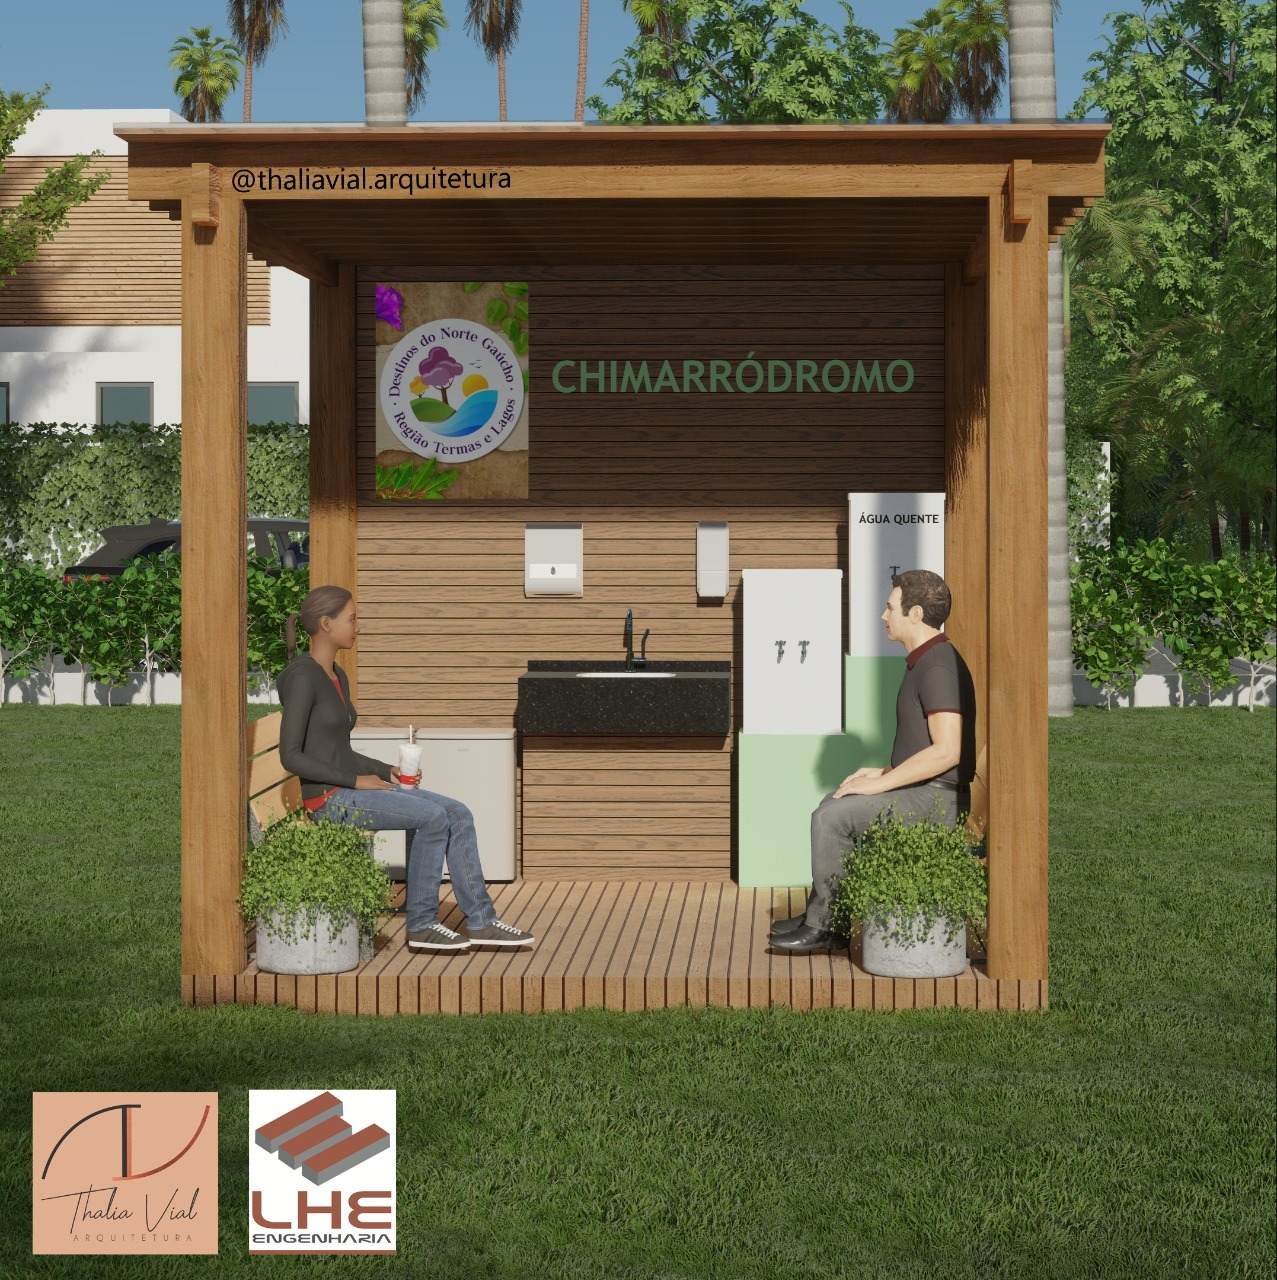 @thaliavial.arquitetura
· Destinos do Norte Gaúcho ·
Região Termas e Lagos
CHIMARRÓDROMO
ÁGUA QUENTE
Thalia Vial
ARQUITETURA
LHE
ENGENHARIA